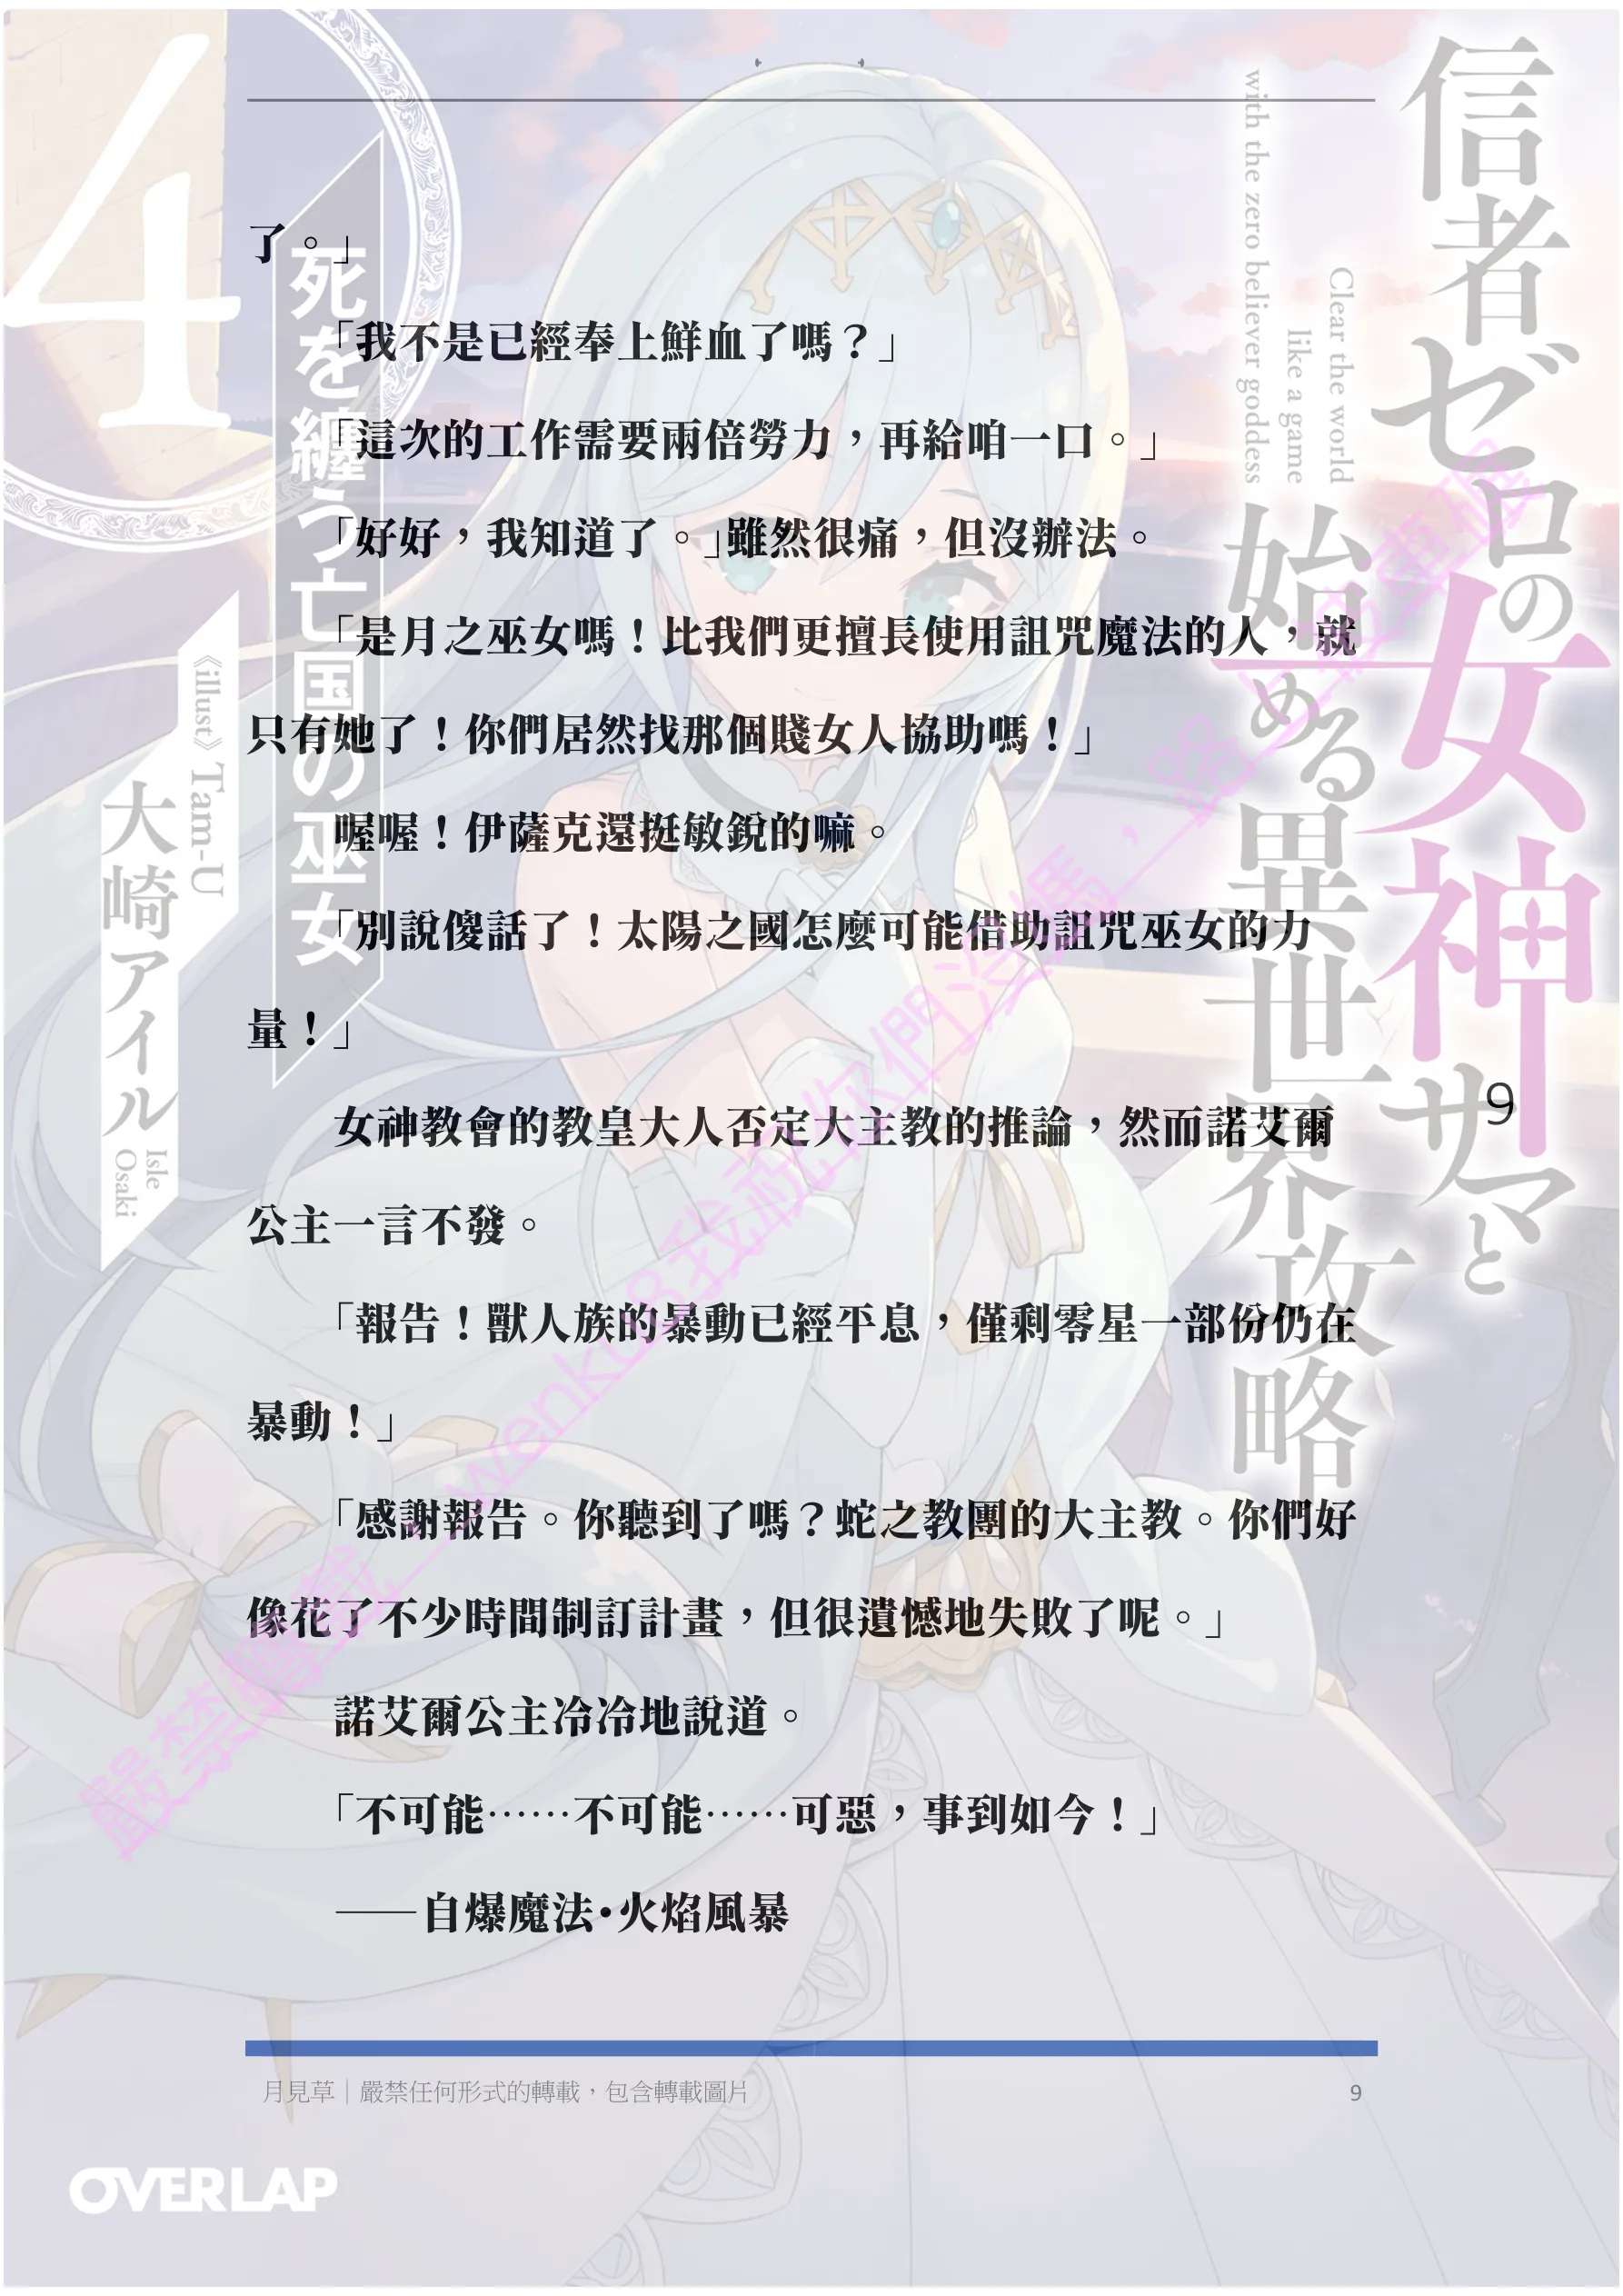 了。」
「我不是已經奉上鮮血了嗎？」
「這次的工作需要兩倍勞力，再給咱一口。」
「好好，我知道了。」雖然很痛，但沒辦法。
「是月之巫女嗎！比我們更擅長使用詛咒魔法的人，就
只有她了！你們居然找那個賤女人協助嗎！」
喔喔！伊薩克還挺敏銳的嘛。
「別說傻話了！太陽之國怎麼可能借助詛咒巫女的力
量！」
女神教會的教皇大人否定大主教的推論，然而諾艾爾
公主一言不發。
「報告！獸人族的暴動已經平息，僅剩零星一部份仍在
暴動！」
「感謝報告。你聽到了嗎？蛇之教團的大主教。你們好
像花了不少時間制訂計畫，但很遺憾地失敗了呢。」
諾艾爾公主冷冷地說道。
「不可能⋯⋯不可能⋯⋯可惡，事到如今！」
——自爆魔法•火焰風暴
月見草｜嚴禁任何形式的轉載，包含轉載圖片
9
9
信者ゼロの女神サマと
始める異世界攻略
Clear the world
like a game
with the zero believer goddess
4
死を纏う亡国の巫女
《illust》Tam-U
大崎アイル
Isle
Osaki
OVERLAP